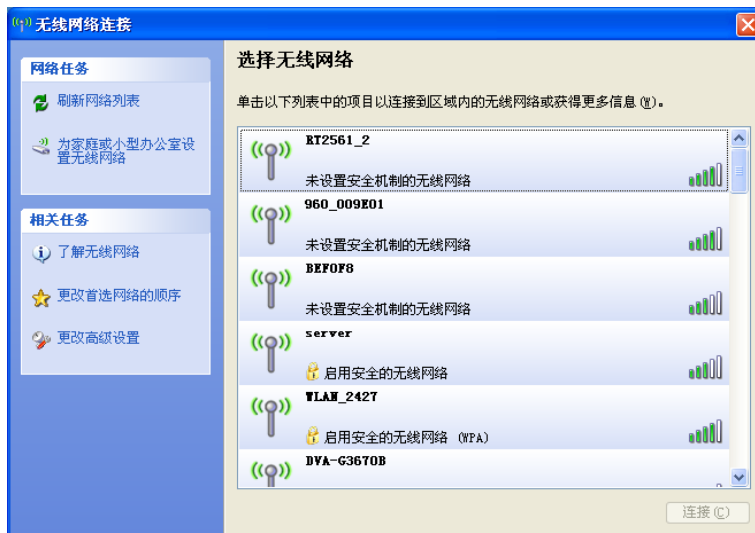 无线网络连接
网络任务
刷新网络列表
为家庭或小型办公室设
置无线网络
相关任务
了解无线网络
更改首选网络的顺序
更改高级设置
选择无线网络
单击以下列表中的项目以连接到区域内的无线网络或获得更多信息(W)。
RT2561_2
未设置安全机制的无线网络
960_009E01
未设置安全机制的无线网络
BEF0F8
未设置安全机制的无线网络
server
启用安全的无线网络
WLAN_2427
启用安全的无线网络 (WPA)
DVA-G3670B
连接(C)